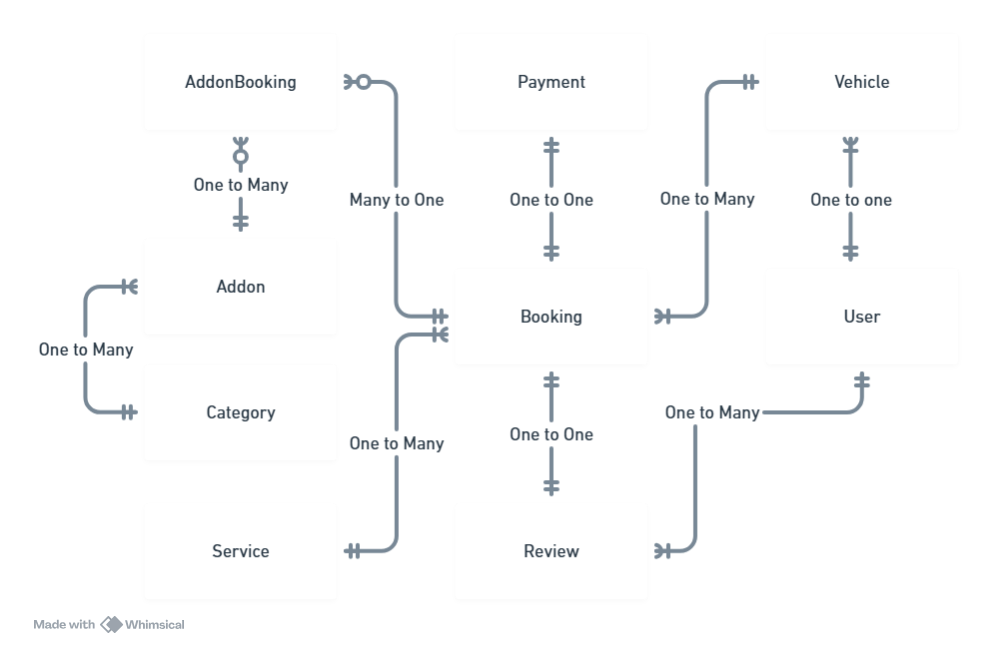 AddonBooking
Payment
Vehicle
One to Many
Many to One
One to One
One to Many
One to one
Addon
Booking
User
One to Many
Category
One to Many
One to One
One to Many
Service
Review
Made with Whimsical